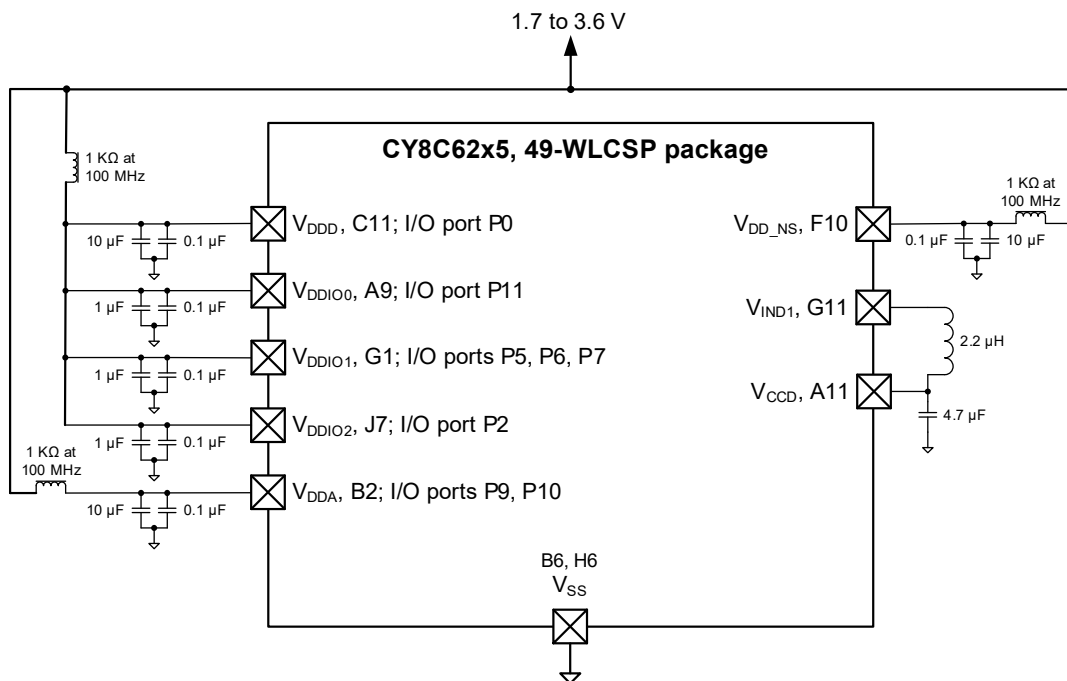 1.7 to 3.6 V
CY8C62x5, 49-WLCSP package
1 KΩ at
100 MHz
1 KΩ at
100 MHz
10 µF
0.1 µF
VDDD, C11; I/O port P0
VDD_NS, F10
0.1 µF
10 µF
1 µF
0.1 µF
VDDIO0, A9; I/O port P11
VIND1, G11
2.2 µH
1 µF
0.1 µF
VDDIO1, G1; I/O ports P5, P6, P7
VCCD, A11
4.7 µF
1 µF
0.1 µF
VDDIO2, J7; I/O port P2
1 KΩ at
100 MHz
10 µF
0.1 µF
VDDA, B2; I/O ports P9, P10
B6, H6
VSS